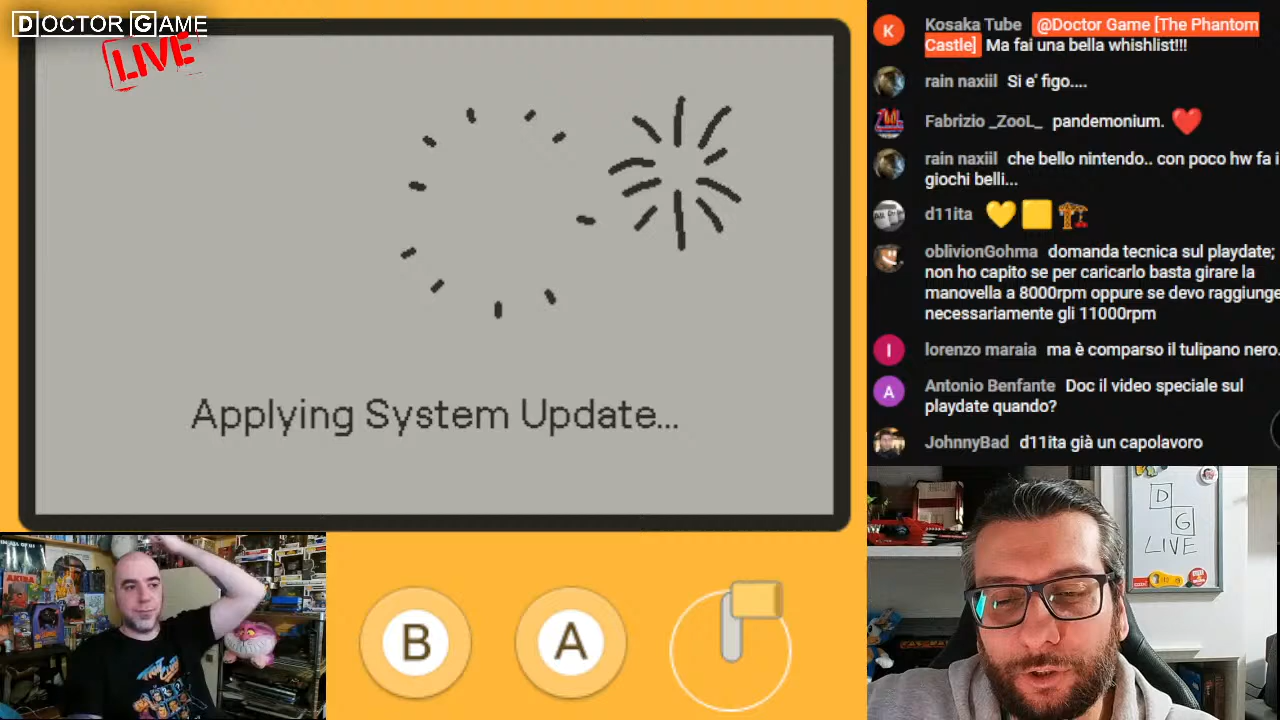 DOCTOR GAME
LIVE
Applying System Update...
B
A
K
Kosaka Tube @Doctor Game [The Phantom
Castle] Ma fai una bella whishlist!!!
rain naxiil Si e' figo....
Fabrizio _ZooL_ pandemonium.
rain naxiil che bello nintendo.. con poco hw fa i
giochi belli...
d11ita
oblivionGohma domanda tecnica sul playdate;
non ho capito se per caricarlo basta girare la
manovella a 8000rpm oppure se devo raggiunge
necessariamente gli 11000rpm
l
lorenzo maraia ma è comparso il tulipano nero.
A
Antonio Benfante Doc il video speciale sul
playdate quando?
JohnnyBad d11ita già un capolavoro
D
G
LIVE
AKIRA